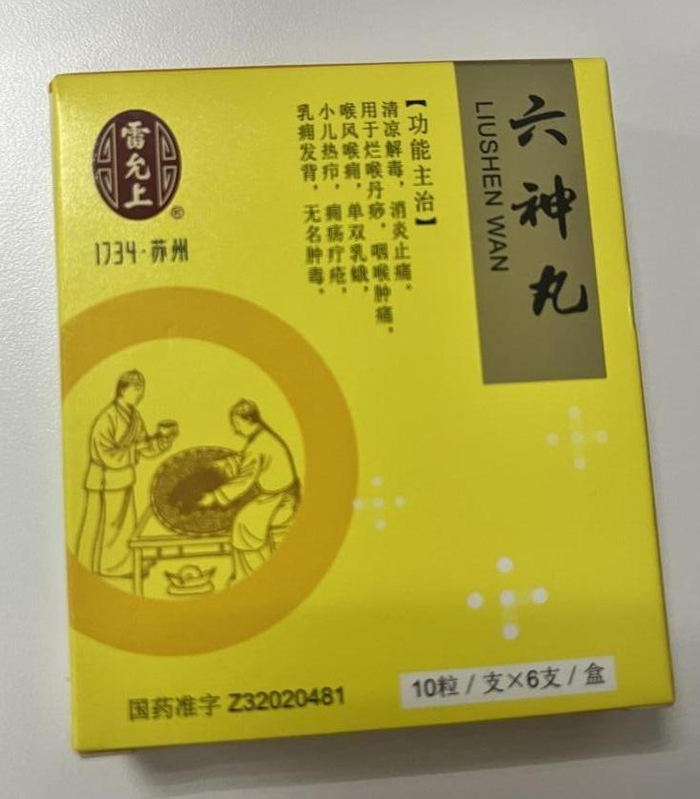 六神丸
LIUSHEN WAN
【功能主治】
清凉解毒，消炎止痛。
用于烂喉丹痧，咽喉肿痛，
喉风喉痈，单双乳蛾，
小儿热疖，痈疡疔疮，
乳痈发背，无名肿毒。
雷允上®
1734·苏州
国药准字 Z32020481
10粒 / 支×6支 / 盒